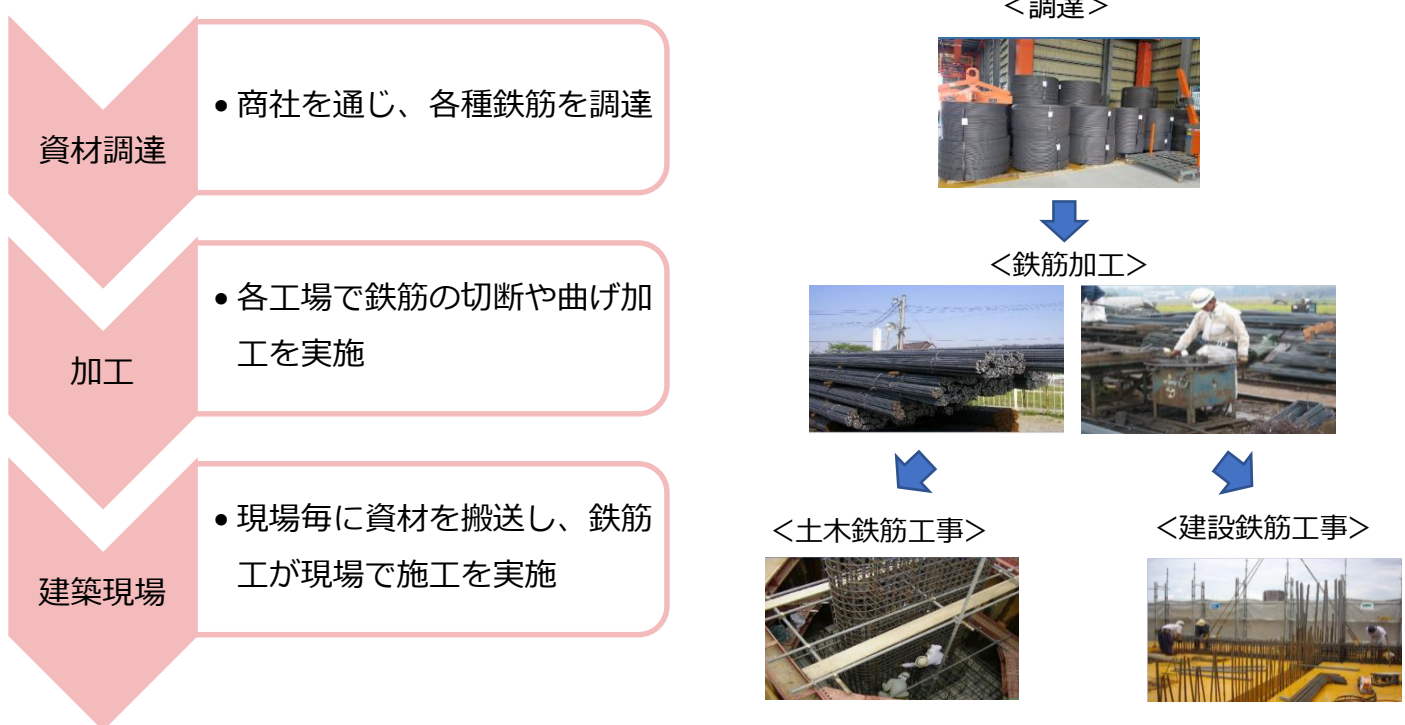 資材調達
• 商社を通じ、各種鉄筋を調達
加工
• 各工場で鉄筋の切断や曲げ加
工を実施
建築現場
• 現場毎に資材を搬送し、鉄筋
工が現場で施工を実施
＜調達＞
＜鉄筋加工＞
＜土木鉄筋工事＞
＜建設鉄筋工事＞